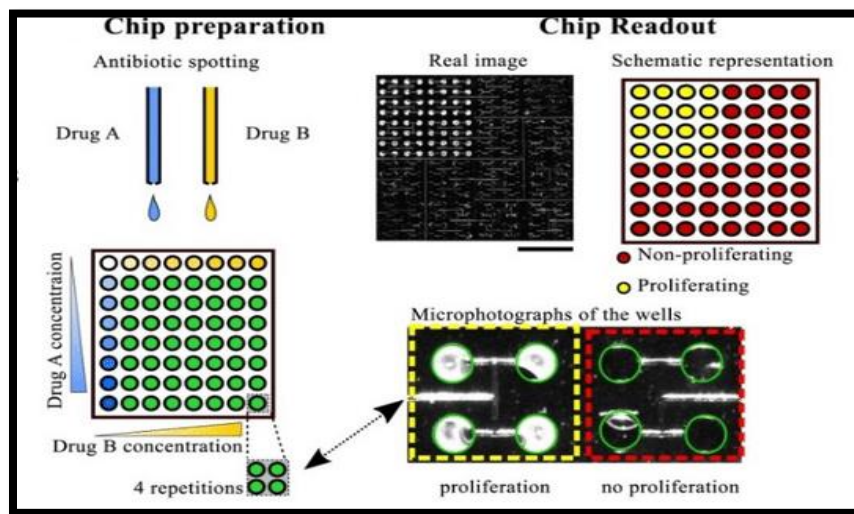 Chip preparation
Antibiotic spotting
Drug A
Drug B
Drug A concentraion
Drug B concentration
4 repetitions
Chip Readout
Real image
Schematic representation
Non-proliferating
Proliferating
Microphotographs of the wells
proliferation
no proliferation